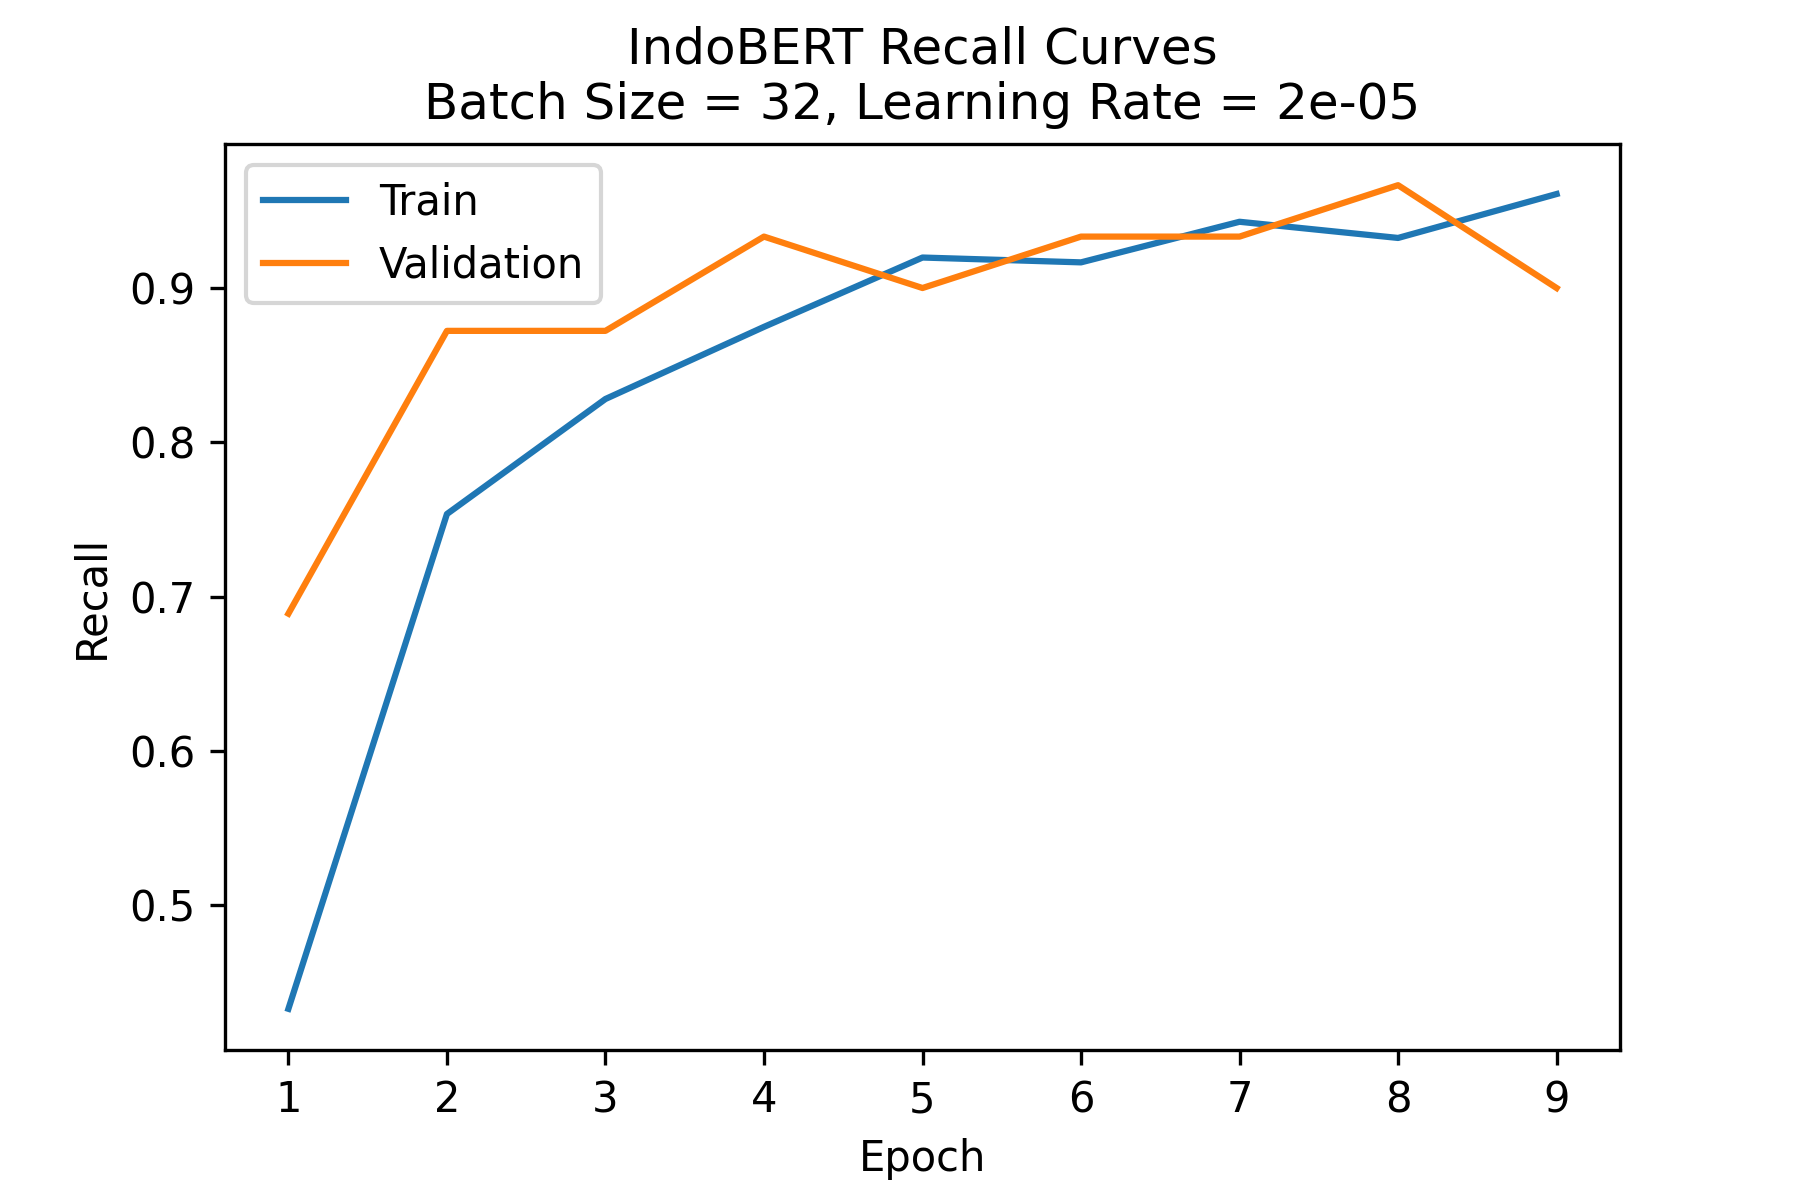 IndoBERT Recall Curves
Batch Size = 32, Learning Rate = 2e-05
Train
Validation
Recall
0.9
0.8
0.7
0.6
0.5
1 2 3 4 5 6 7 8 9
Epoch